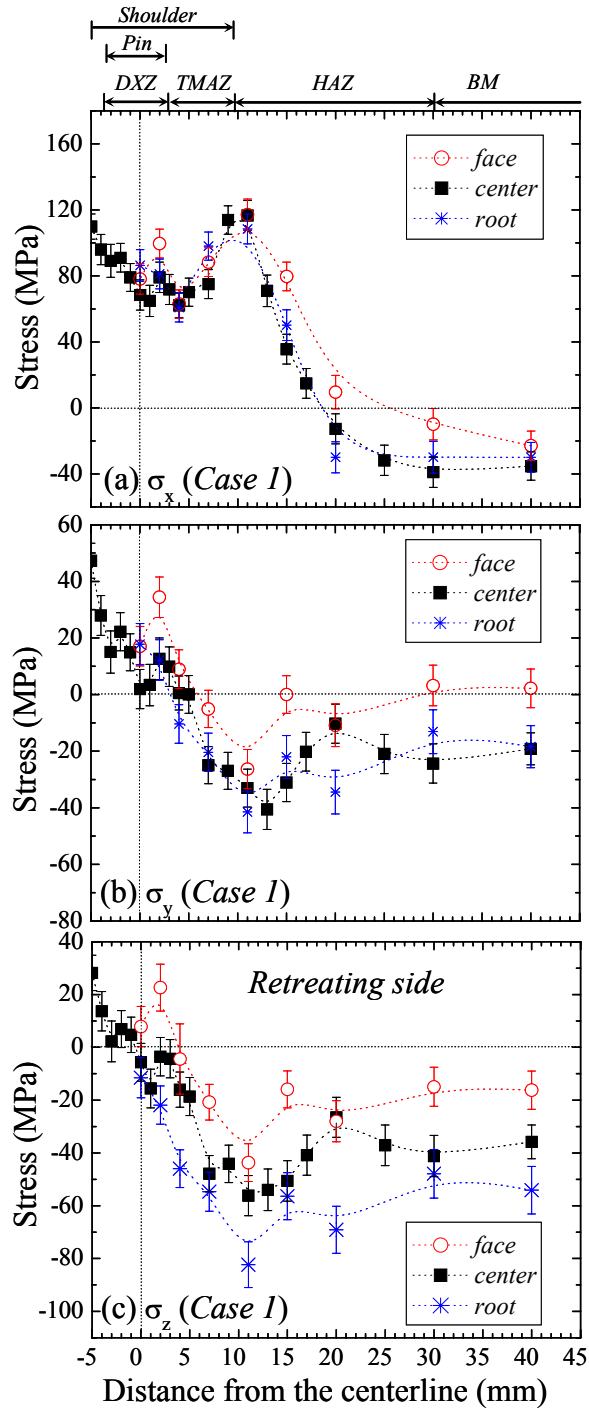 Shoulder
Pin
DXZ TMAZ HAZ BM
160
120
80
40
0
-40
Stress (MPa)
face
center
root
(a) σx (Case 1)
60
40
20
0
-20
-40
-60
-80
Stress (MPa)
face
center
root
(b) σy (Case 1)
40
20
0
-20
-40
-60
-80
-100
Stress (MPa)
Retreating side
face
center
root
(c) σz (Case 1)
-5 0 5 10 15 20 25 30 35 40 45
Distance from the centerline (mm)